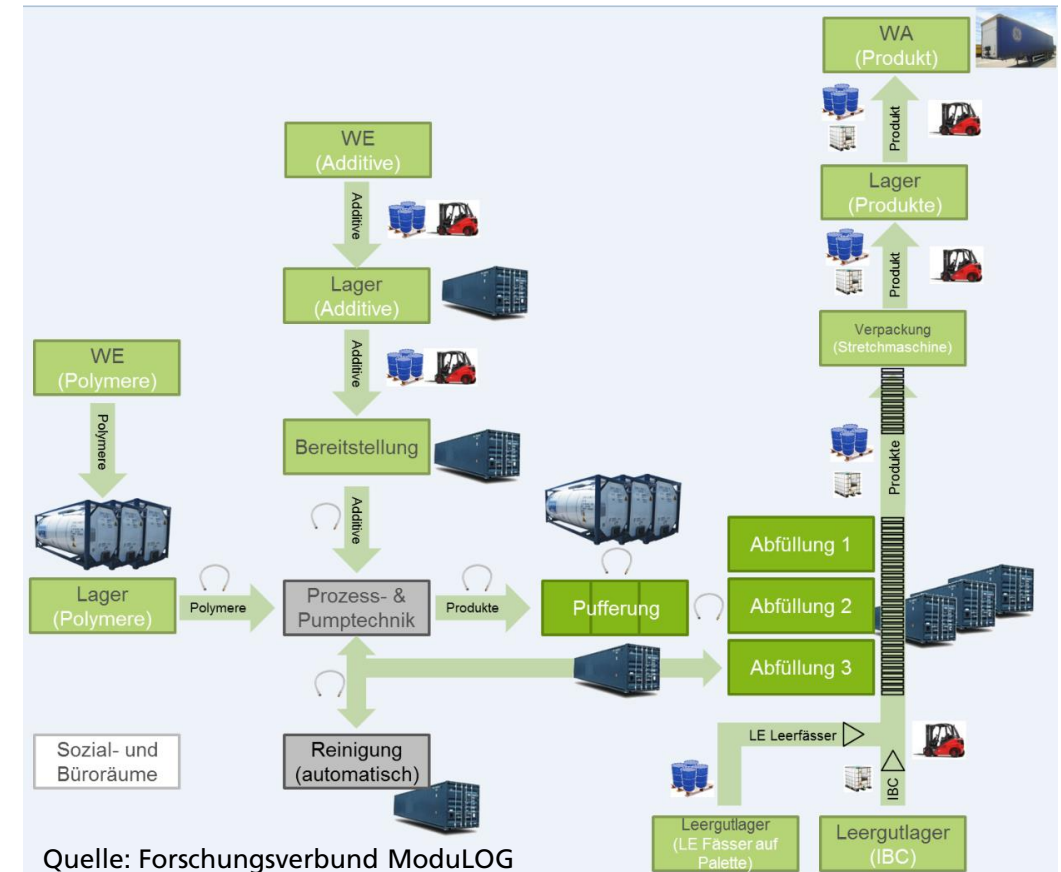 WA
(Produkt)
Produkt
WE
(Additive)
Additive
Lager
(Produkte)
Lager
(Additive)
Produkt
WE
(Polymere)
Additive
Verpackung
(Stretchmaschine)
Polymere
Bereitstellung
Produkte
Additive
Abfüllung 1
Lager
(Polymere)
Polymere
Prozess- &
Pumptechnik
Produkte
Pufferung
Abfüllung 2
Abfüllung 3
Sozial- und
Büroräume
Reinigung
(automatisch)
LE Leerfässer
IBC
Leergutlager
(LE Fässer auf
Palette)
Leergutlager
(IBC)
Quelle: Forschungsverbund ModuLOG